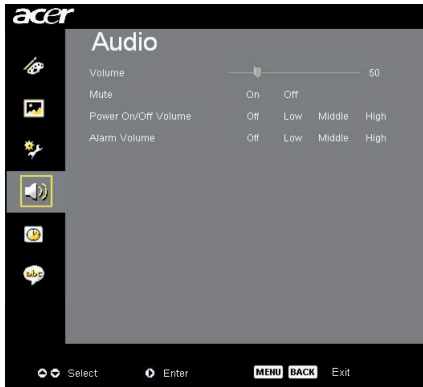 acer
Audio
Volume 50
Mute On Off
Power On/Off Volume Off Low Middle High
Alarm Volume Off Low Middle High
abc
Select Enter MENU BACK Exit